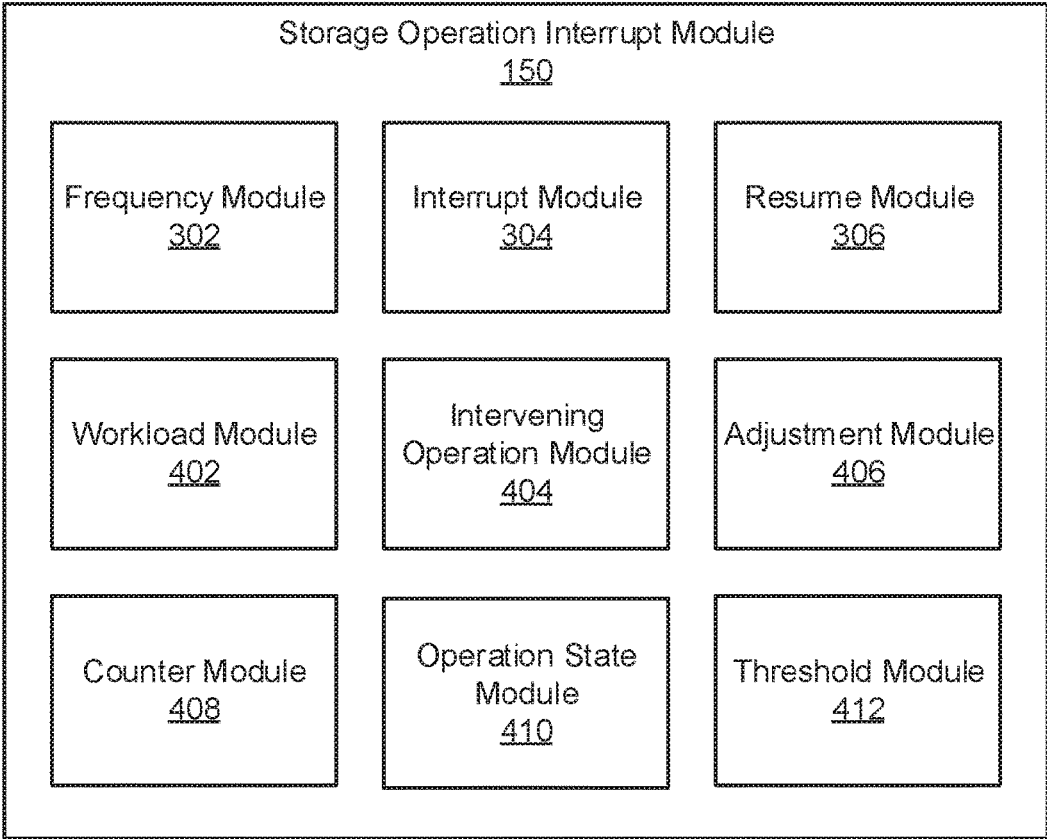 Storage Operation Interrupt Module
150
Frequency Module
302
Interrupt Module
304
Resume Module
306
Workload Module
402
Intervening
Operation Module
404
Adjustment Module
406
Counter Module
408
Operation State
Module
410
Threshold Module
412